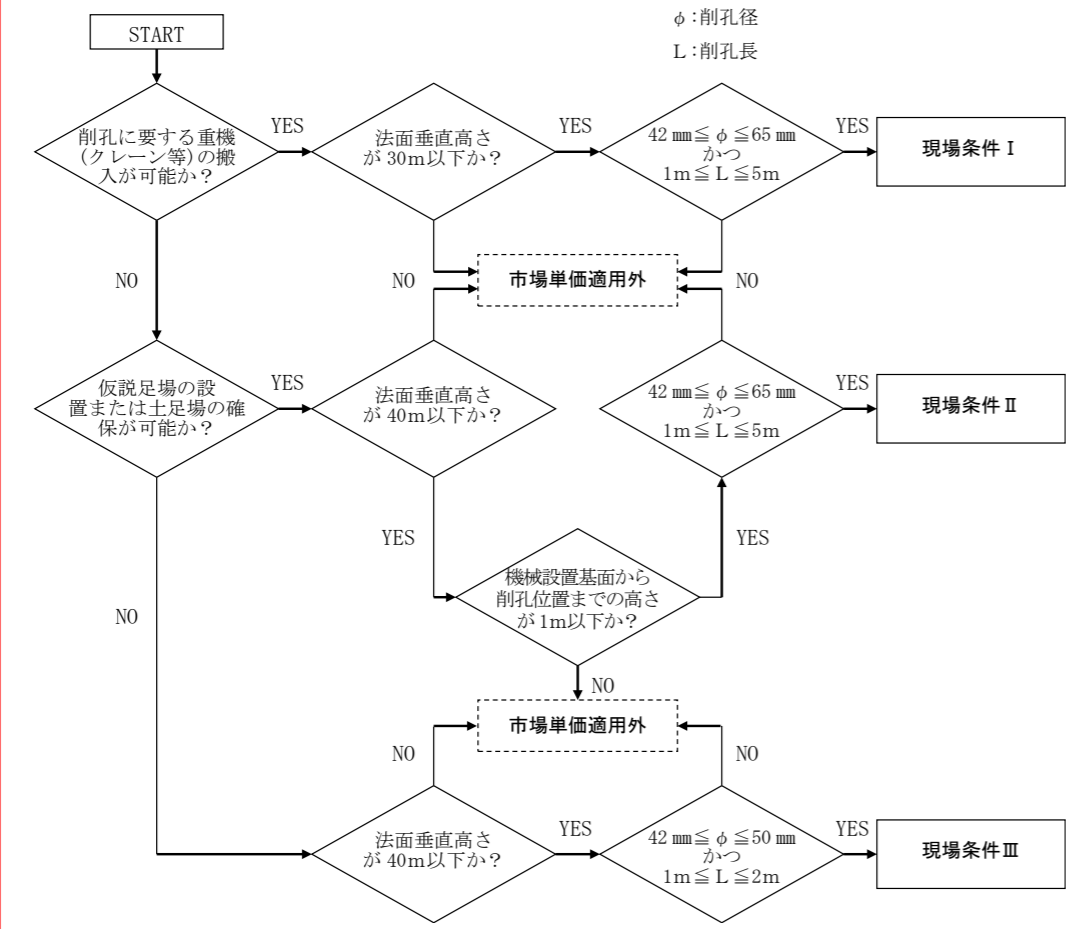 φ:削孔径
L:削孔長
START
削孔に要する重機
(クレーン等)の搬
入が可能か?
YES
法面垂直高さ
が 30m以下か?
YES
42 ㎜≦ φ ≦65 ㎜
かつ
1m≦ L ≦5m
YES
現場条件Ⅰ
NO
NO
市場単価適用外
NO
仮説足場の設
置または土足場の確
保が可能か?
YES
法面垂直高さ
が 40m以下か?
42 ㎜≦ φ ≦65 ㎜
かつ
1m≦ L ≦5m
YES
現場条件Ⅱ
YES
YES
機械設置基面から
削孔位置までの高さ
が 1m以下か?
NO
NO
市場単価適用外
NO
NO
法面垂直高さ
が 40m以下か?
YES
42 ㎜≦ φ ≦50 ㎜
かつ
1m≦ L ≦2m
YES
現場条件Ⅲ